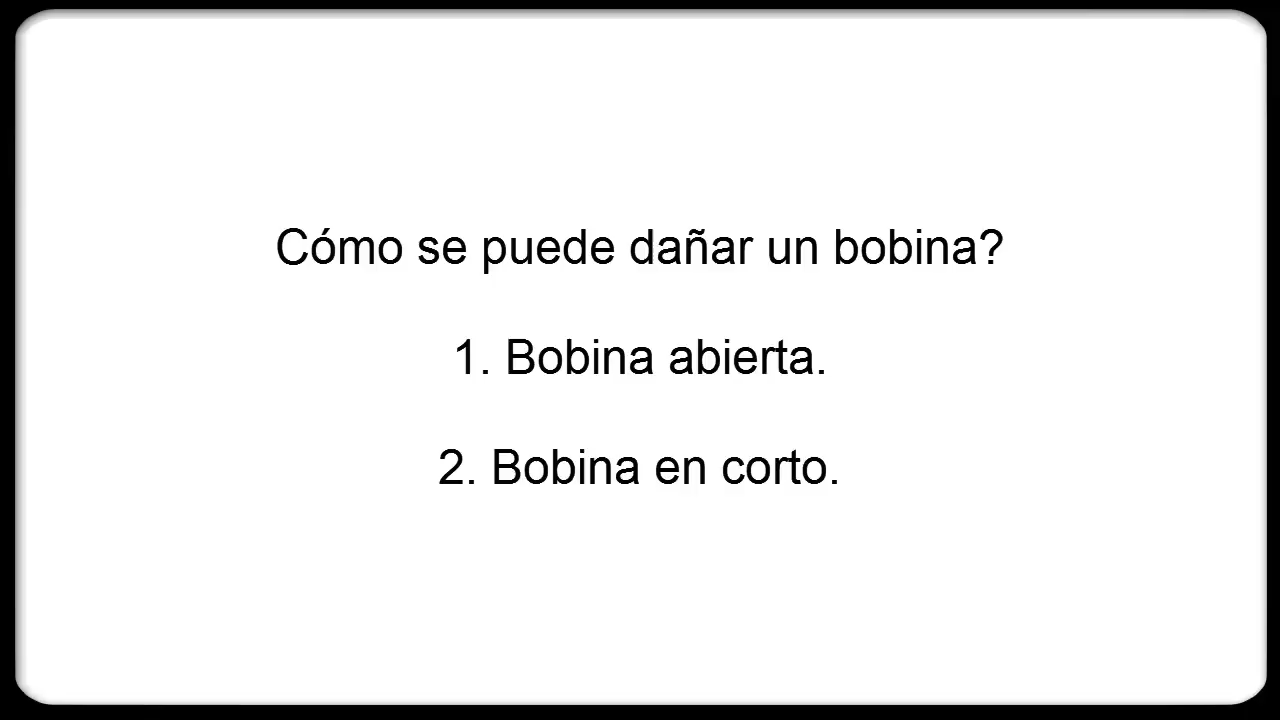 Cómo se puede dañar un bobina?
1. Bobina abierta.
2. Bobina en corto.